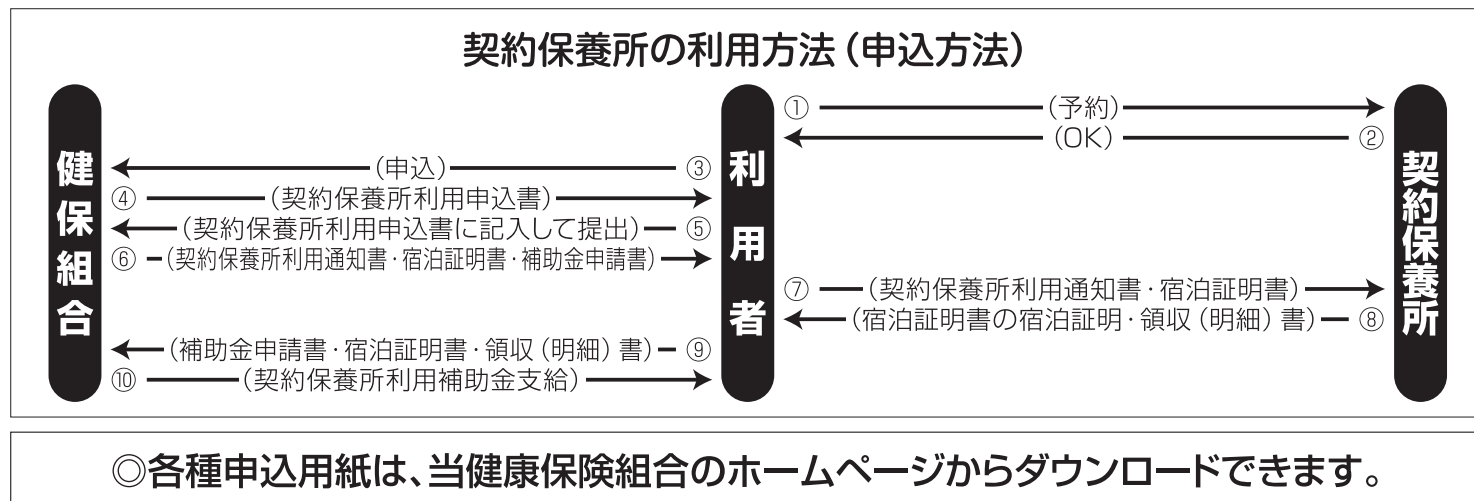 契約保養所の利用方法（申込方法）
健保組合
利用者
契約保養所
①（予約）
（OK）②
（申込）③
④（契約保養所利用申込書）
（契約保養所利用申込書に記入して提出）⑤
⑥（契約保養所利用通知書・宿泊証明書・補助金申請書）
⑦（契約保養所利用通知書・宿泊証明書）
（宿泊証明書の宿泊証明・領収（明細）書）⑧
（補助金申請書・宿泊証明書・領収（明細）書）⑨
⑩（契約保養所利用補助金支給）
◎各種申込用紙は、当健康保険組合のホームページからダウンロードできます。